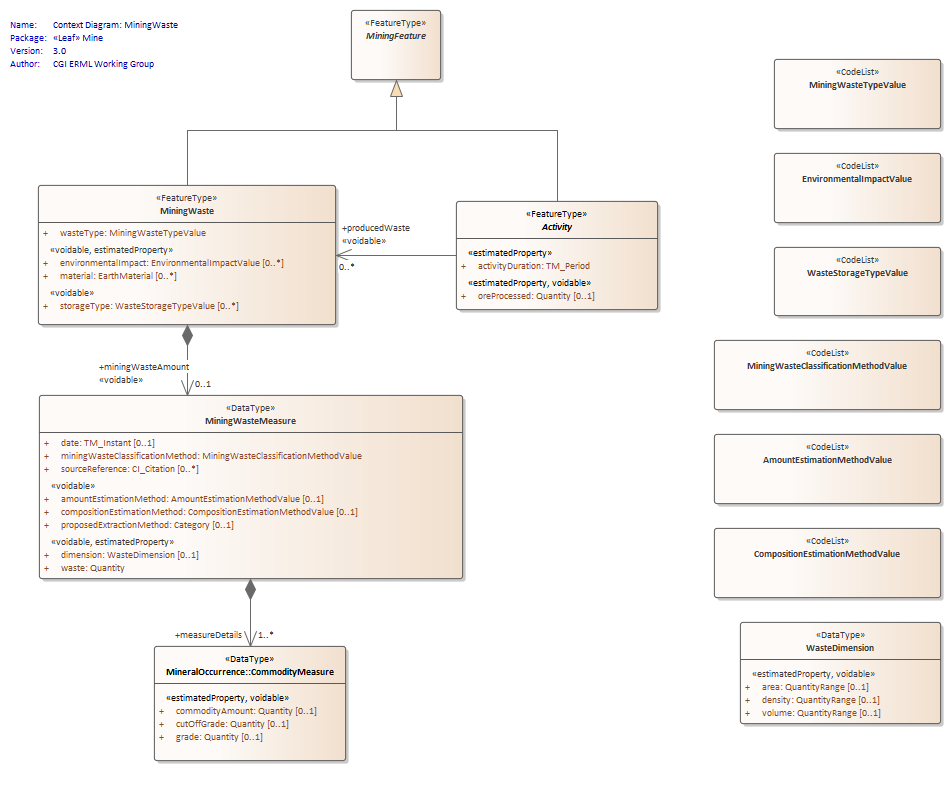 Name: Context Diagram: MiningWaste
Package: «Leaf» Mine
Version: 3.0
Author: CGI ERML Working Group
«FeatureType»
MiningFeature
«CodeList»
MiningWasteTypeValue
«CodeList»
EnvironmentalImpactValue
«CodeList»
WasteStorageTypeValue
«CodeList»
MiningWasteClassificationMethodValue
«CodeList»
AmountEstimationMethodValue
«CodeList»
CompositionEstimationMethodValue
«DataType»
WasteDimension
«estimatedProperty, voidable»
+ area: QuantityRange [0..1]
+ density: QuantityRange [0..1]
+ volume: QuantityRange [0..1]
«FeatureType»
MiningWaste
+ wasteType: MiningWasteTypeValue
«voidable, estimatedProperty»
+ environmentalImpact: EnvironmentalImpactValue [0..*]
+ material: EarthMaterial [0..*]
«voidable»
+ storageType: WasteStorageTypeValue [0..*]
+producedWaste
«voidable»
0..*
«FeatureType»
Activity
«estimatedProperty»
+ activityDuration: TM_Period
«estimatedProperty, voidable»
+ oreProcessed: Quantity [0..1]
+miningWasteAmount
«voidable»
0..1
«DataType»
MiningWasteMeasure
+ date: TM_Instant [0..1]
+ miningWasteClassificationMethod: MiningWasteClassificationMethodValue
+ sourceReference: CI_Citation [0..*]
«voidable»
+ amountEstimationMethod: AmountEstimationMethodValue [0..1]
+ compositionEstimationMethod: CompositionEstimationMethodValue [0..1]
+ proposedExtractionMethod: Category [0..1]
«voidable, estimatedProperty»
+ dimension: WasteDimension [0..1]
+ waste: Quantity
+measureDetails 1..*
«DataType»
MineralOccurrence::CommodityMeasure
«estimatedProperty, voidable»
+ commodityAmount: Quantity [0..1]
+ cutOffGrade: Quantity [0..1]
+ grade: Quantity [0..1]